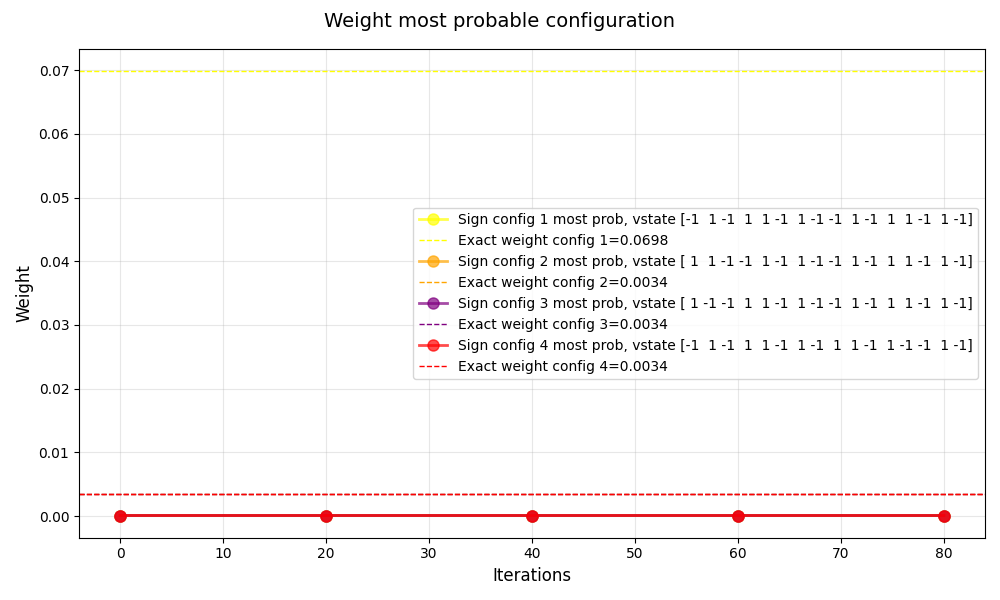 Weight most probable configuration
0.07
0.06
0.05
0.04
0.03
0.02
0.01
0.00
Weight
Sign config 1 most prob, vstate [-1  1 -1  1  1 -1  1 -1 -1  1 -1  1  1 -1  1 -1]
Exact weight config 1=0.0698
Sign config 2 most prob, vstate [ 1  1 -1 -1  1 -1  1 -1 -1  1 -1  1  1 -1  1 -1]
Exact weight config 2=0.0034
Sign config 3 most prob, vstate [ 1 -1 -1  1  1 -1  1 -1 -1  1 -1  1  1 -1  1 -1]
Exact weight config 3=0.0034
Sign config 4 most prob, vstate [-1  1 -1  1  1 -1  1 -1  1  1 -1  1 -1 -1  1 -1]
Exact weight config 4=0.0034
0 10 20 30 40 50 60 70 80
Iterations